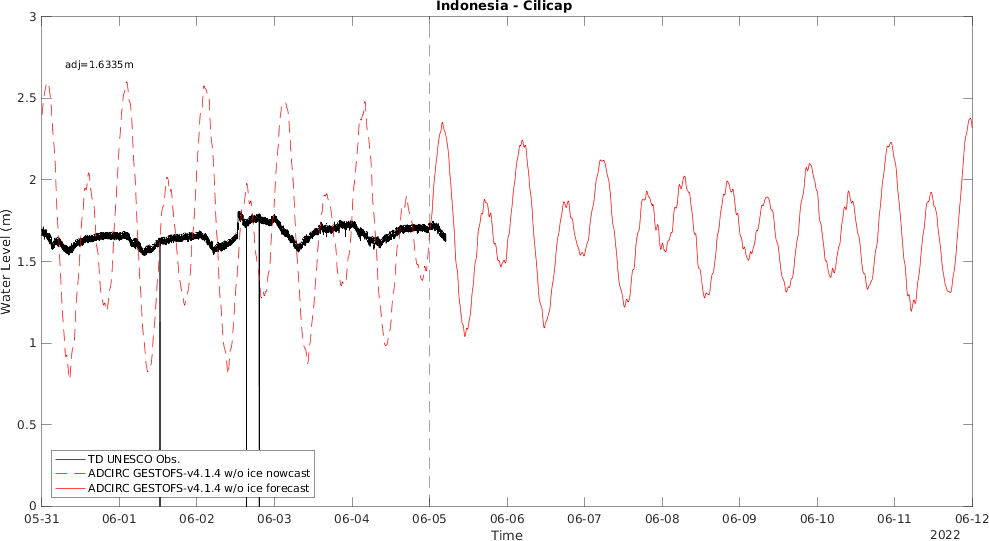 Indonesia - Cilicap
adj=1.6335m
Water Level (m)
3
2.5
2
1.5
1
0.5
0
TD UNESCO Obs.
ADCIRC GESTOFS-v4.1.4 w/o ice nowcast
ADCIRC GESTOFS-v4.1.4 w/o ice forecast
05-31 06-01 06-02 06-03 06-04 06-05 06-06 06-07 06-08 06-09 06-10 06-11 06-12
Time
2022